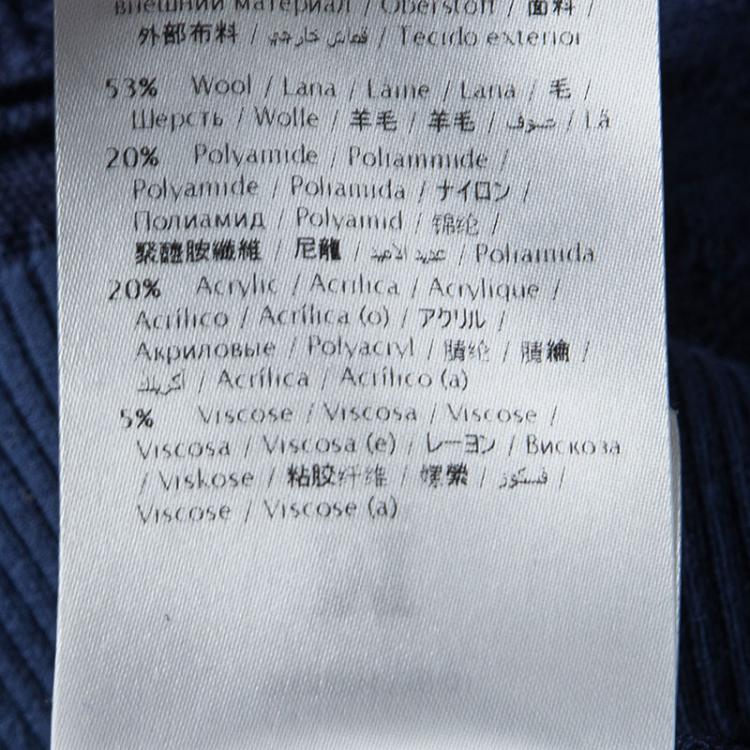 внешний материал / Oberstoff / 面料 /
外部布料 / قماش خارجي / Tecido exterior
53% Wool / Lana / Laine / Lana / 毛 /
Шерсть / Wolle / 羊毛 / 羊毛 / صوف / Lã
20% Polyamide / Poliammide /
Polyamide / Poliamida / ナイロン /
Полиамид / Polyamid / 锦纶 /
聚醯胺纖維 / 尼龍 / / Poliamida
20% Acrylic / Acrilica / Acrylique /
Acrílico / Acrílica (o) / アクリル /
Акриловые / Polyacryl / 腈纶 / 腈綸 /
أكريليك / Acrílica / Acrílico (a)
5% Viscose / Viscosa / Viscose /
Viscosa / Viscosa (e) / レーヨン / Вискоза
/ Viskose / 粘胶纤维 / 嫘縈 / فسكوز /
Viscose / Viscose (a)